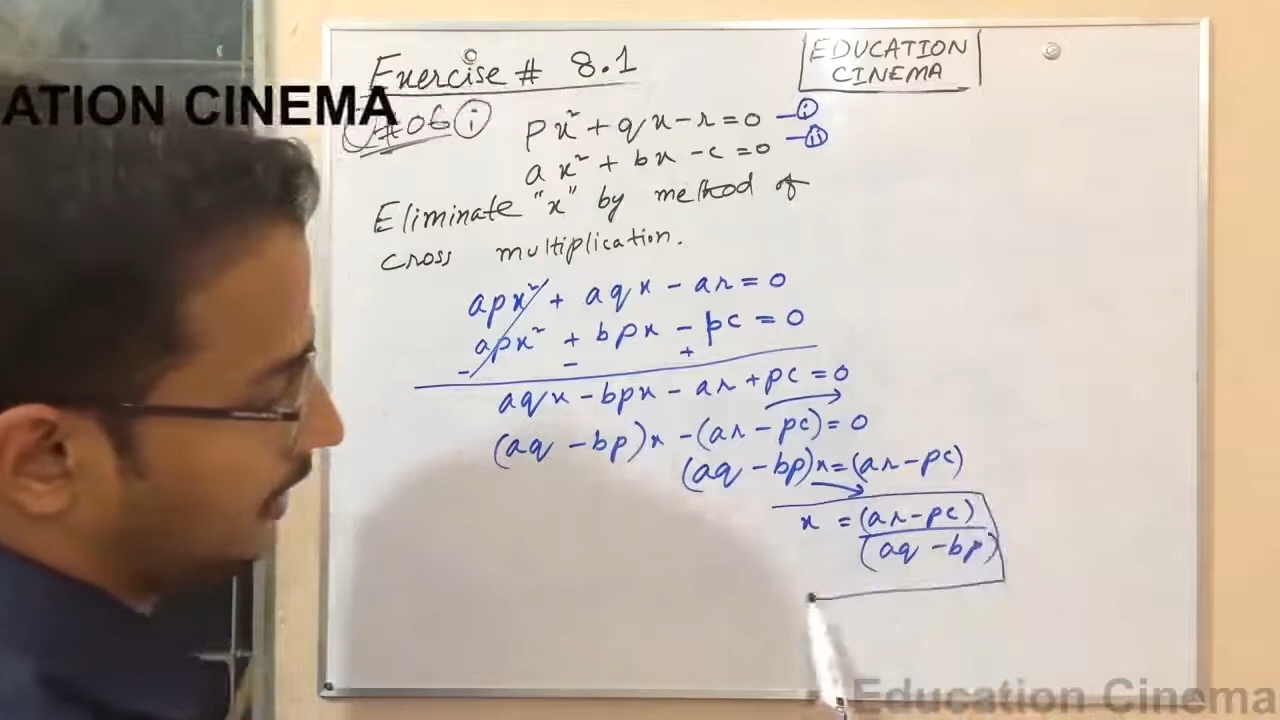 Exercise # 8.1
EDUCATION
CINEMA
ATION CINEMA
Q#06 (i) px² + qx - r = 0 - (i)
ax² + bx - c = 0 - (ii)
Eliminate "x" by method of
cross multiplication.
apx² + aqx - ar = 0
apx² + bpx - pc = 0
- - +
aqx - bpx - ar + pc = 0
(aq - bp)x - (ar - pc) = 0
(aq - bp)x = (ar - pc)
x = (ar - pc)
(aq - bp)
Education Cinema